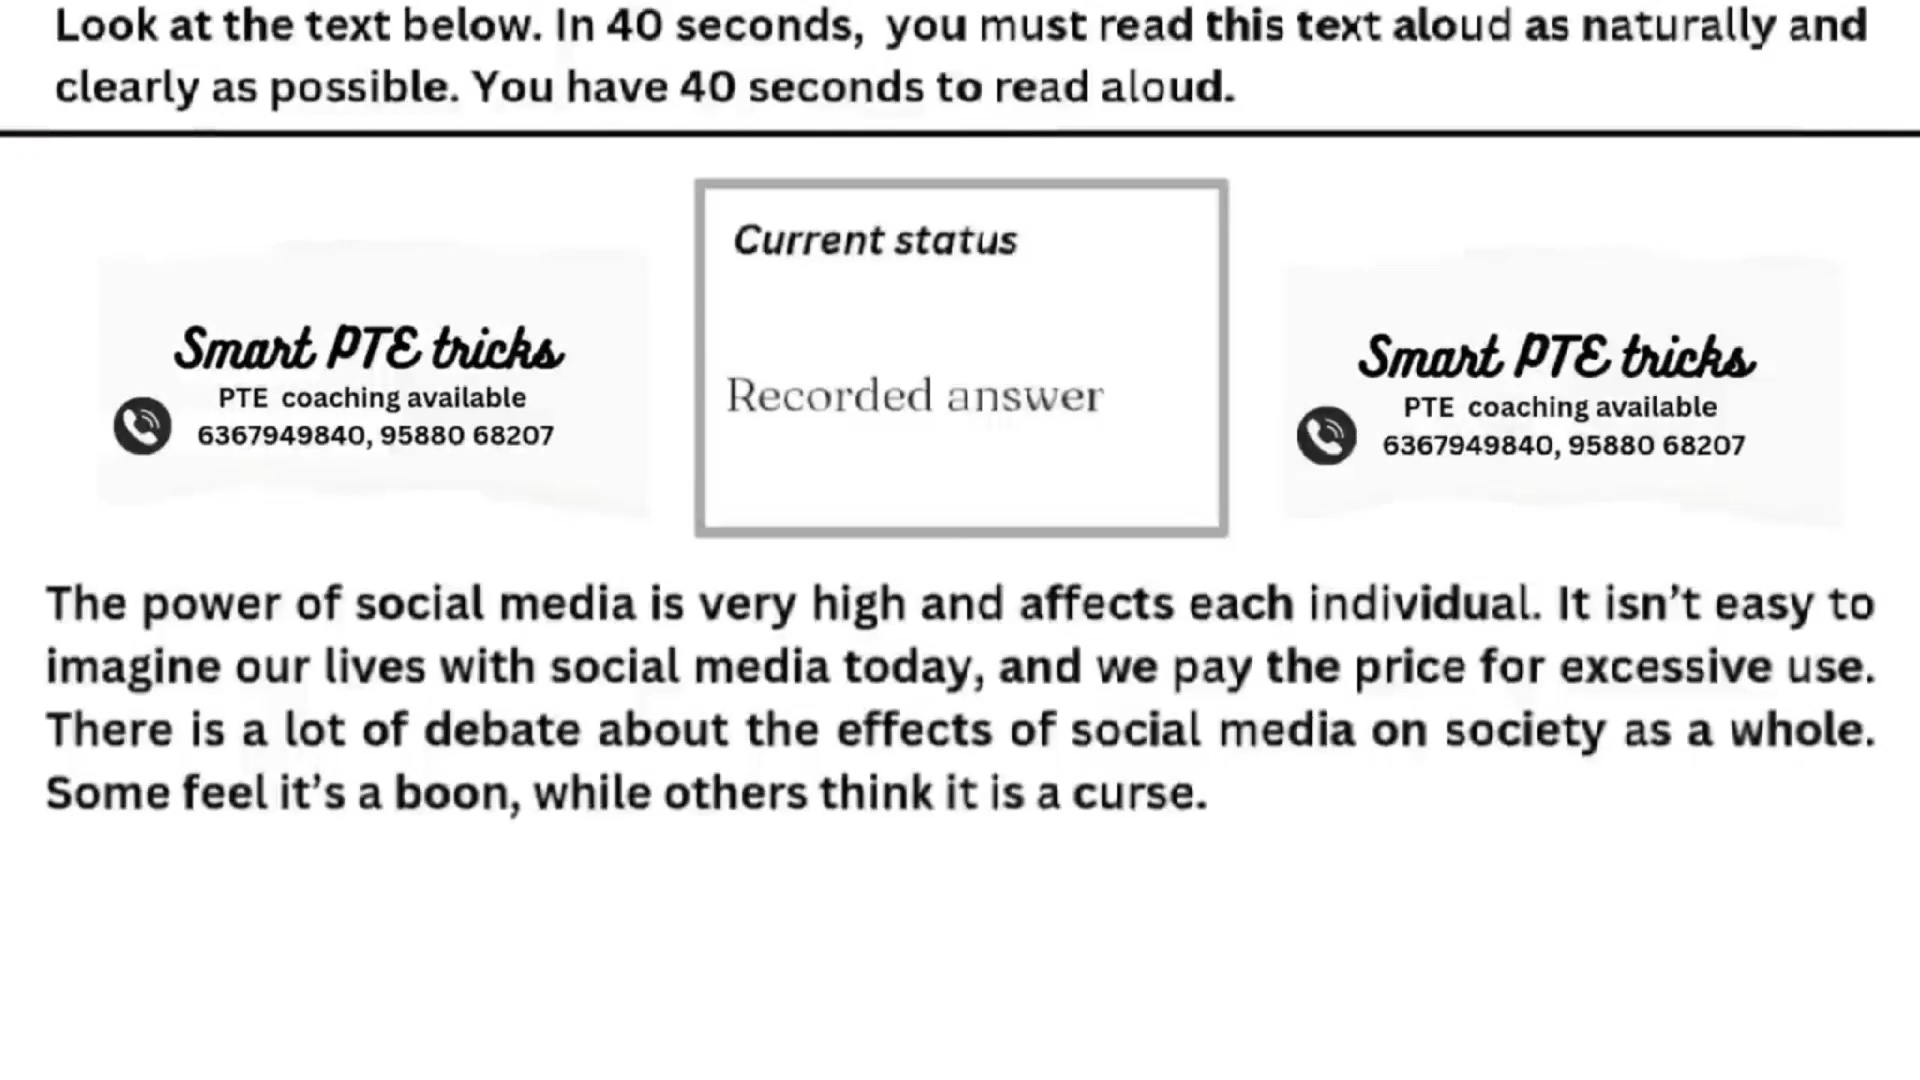 Look at the text below. In 40 seconds, you must read this text aloud as naturally and
clearly as possible. You have 40 seconds to read aloud.
Current status
Recorded answer
Smart PTE tricks
PTE coaching available
6367949840, 95880 68207
Smart PTE tricks
PTE coaching available
6367949840, 95880 68207
The power of social media is very high and affects each individual. It isn't easy to
imagine our lives with social media today, and we pay the price for excessive use.
There is a lot of debate about the effects of social media on society as a whole.
Some feel it's a boon, while others think it is a curse.